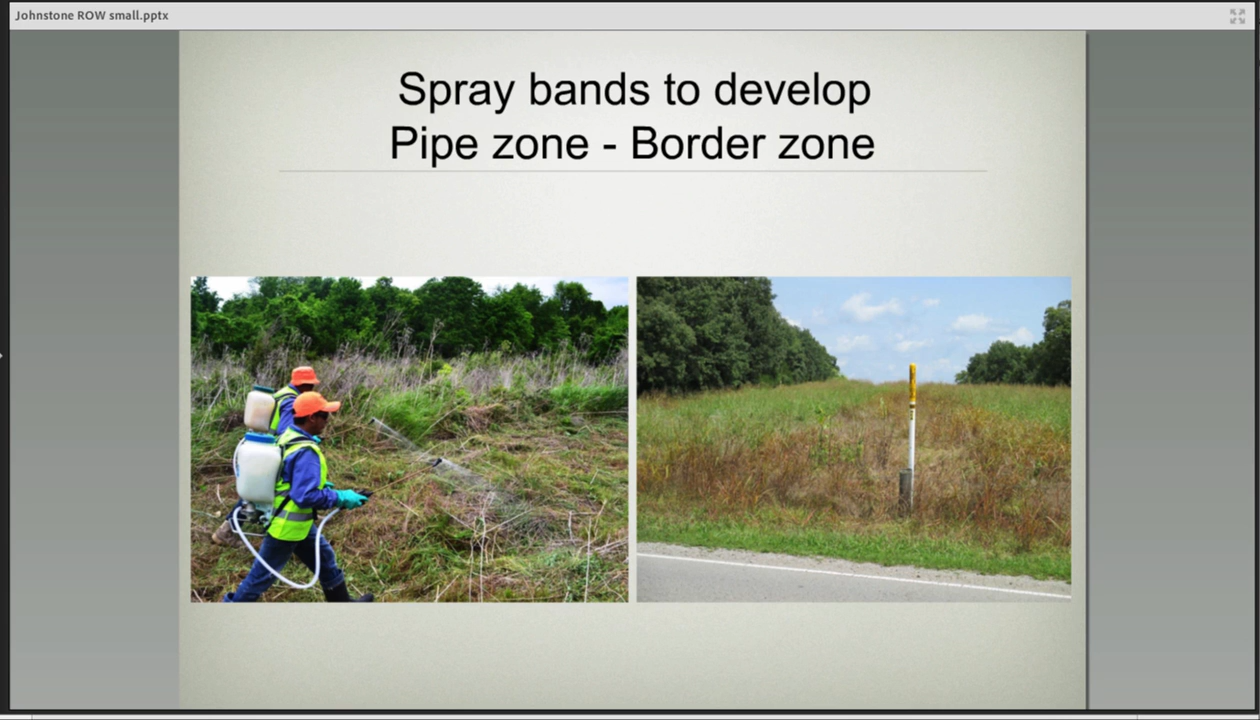 Johnstone ROW small.pptx
Spray bands to develop
Pipe zone - Border zone